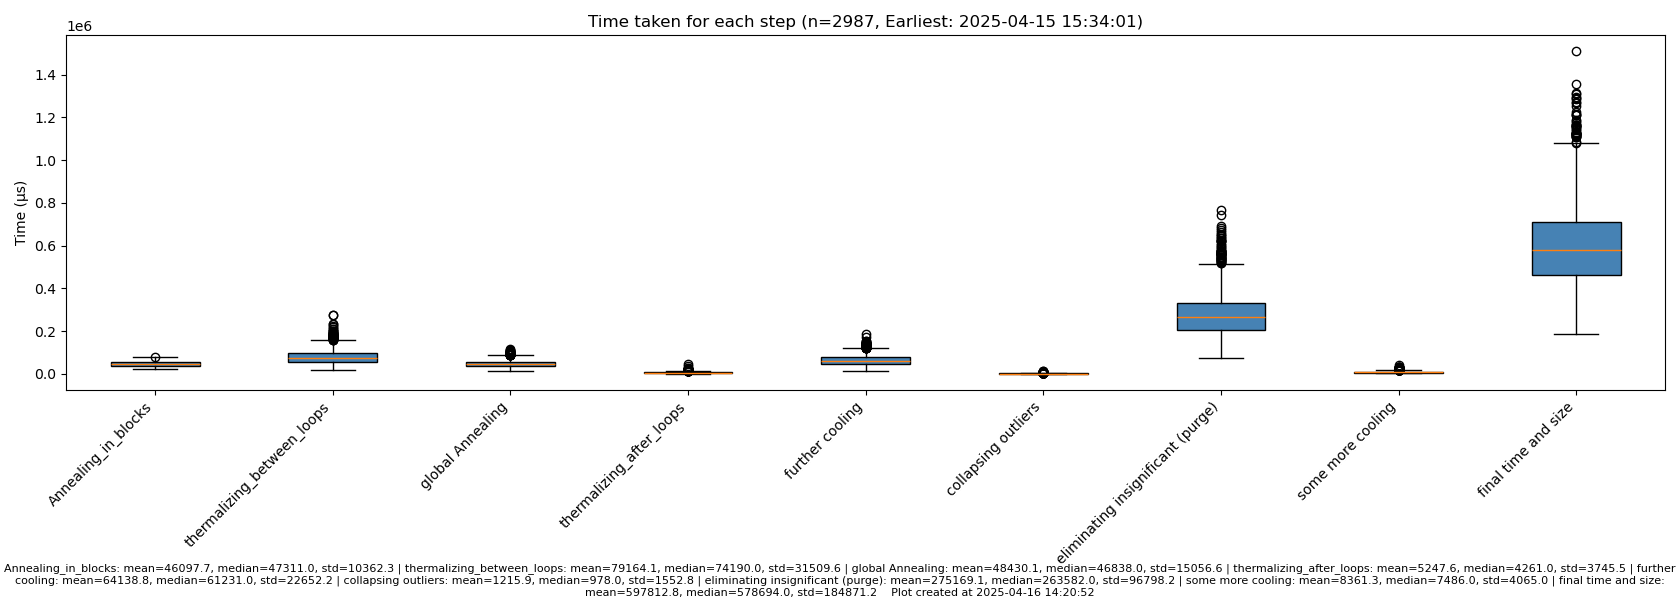 Time taken for each step (n=2987, Earliest: 2025-04-15 15:34:01)
1e6
1.4
1.2
1.0
0.8
0.6
0.4
0.2
0.0
Time (µs)
Annealing_in_blocks
thermalizing_between_loops
global Annealing
thermalizing_after_loops
further cooling
collapsing outliers
eliminating insignificant (purge)
some more cooling
final time and size
Annealing_in_blocks: mean=46097.7, median=47311.0, std=10362.3 | thermalizing_between_loops: mean=79164.1, median=74190.0, std=31509.6 | global Annealing: mean=48430.1, median=46838.0, std=15056.6 | thermalizing_after_loops: mean=5247.6, median=4261.0, std=3745.5 | further
cooling: mean=64138.8, median=61231.0, std=22652.2 | collapsing outliers: mean=1215.9, median=978.0, std=1552.8 | eliminating insignificant (purge): mean=275169.1, median=263582.0, std=96798.2 | some more cooling: mean=8361.3, median=7486.0, std=4065.0 | final time and size:
mean=597812.8, median=578694.0, std=184871.2    Plot created at 2025-04-16 14:20:52